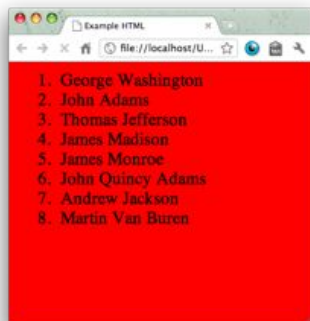 Example HTML
file://localhost/U...
1. George Washington
2. John Adams
3. Thomas Jefferson
4. James Madison
5. James Monroe
6. John Quincy Adams
7. Andrew Jackson
8. Martin Van Buren